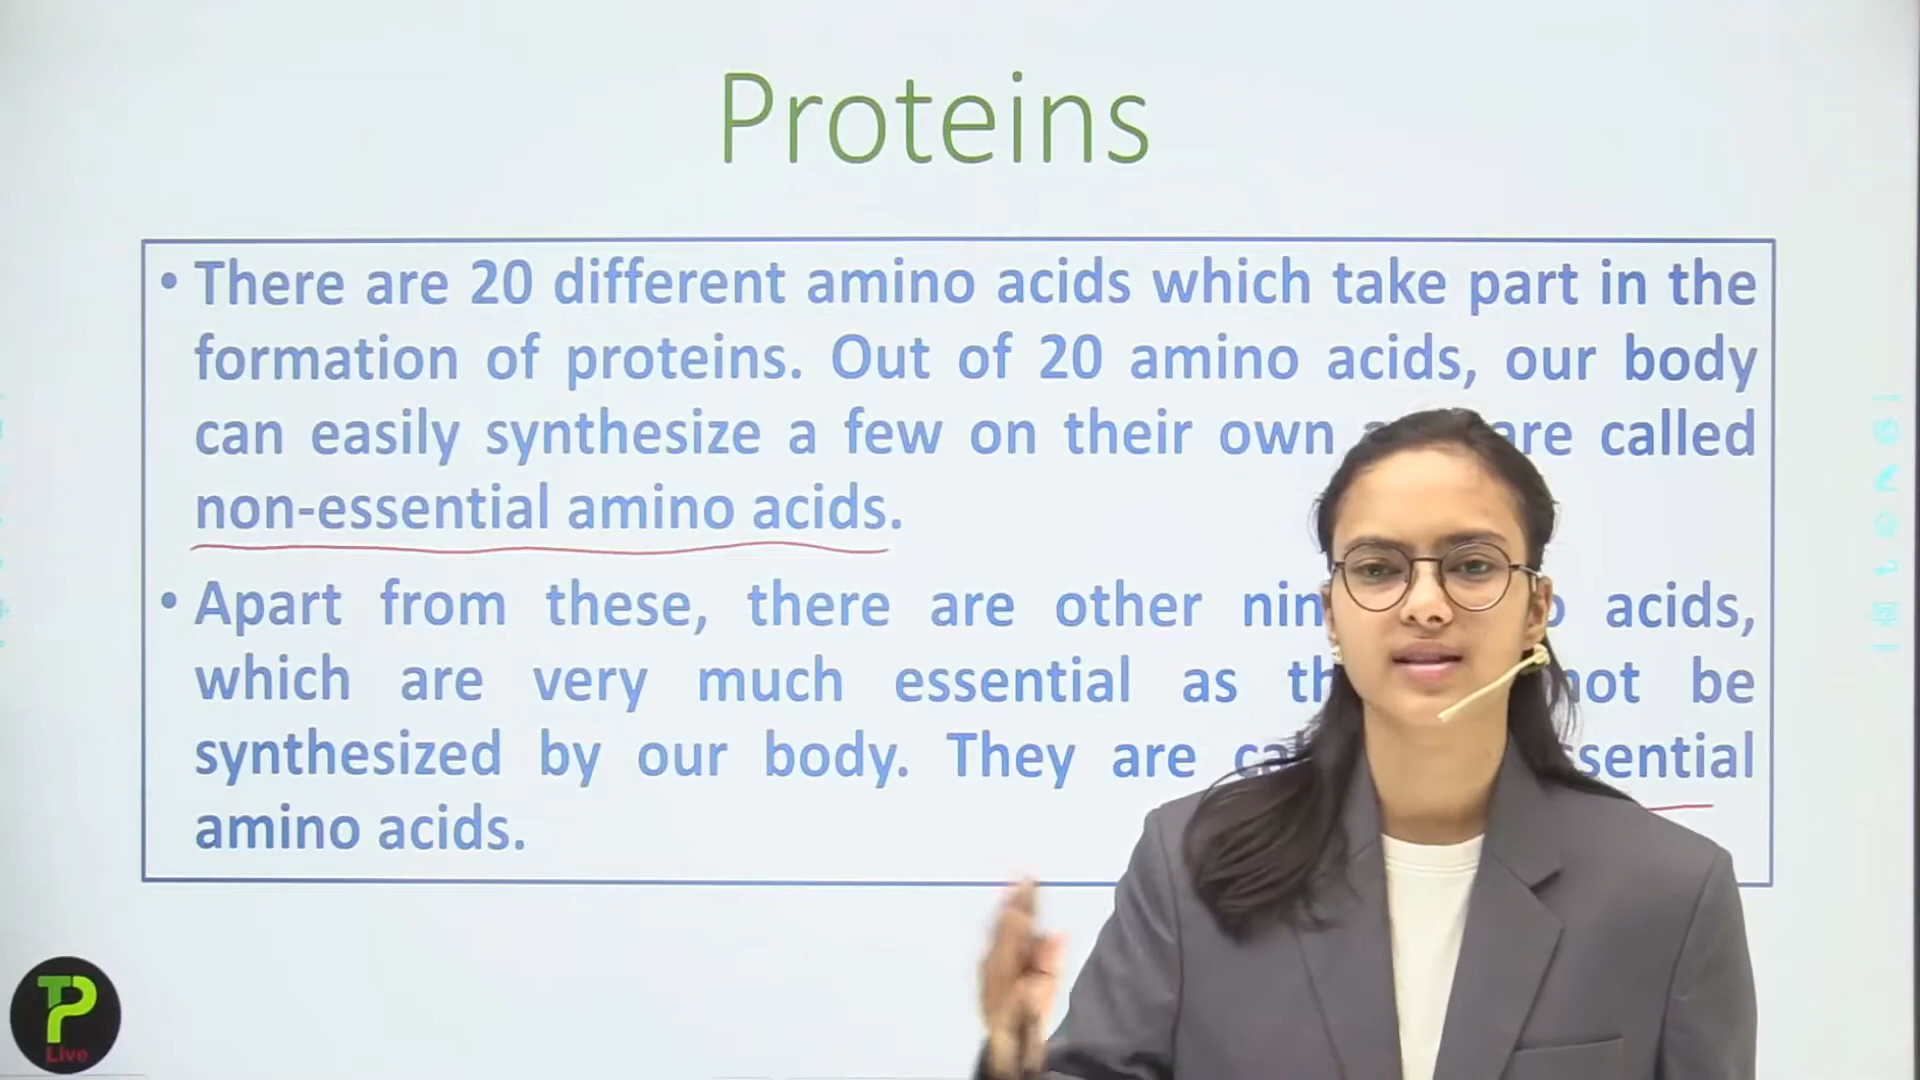 Proteins
• There are 20 different amino acids which take part in the
formation of proteins. Out of 20 amino acids, our body
can easily synthesize a few on their own are called
non-essential amino acids.
• Apart from these, there are other acids,
which are very much essential as be
synthesized by our body. They are
amino acids.
TP
Live